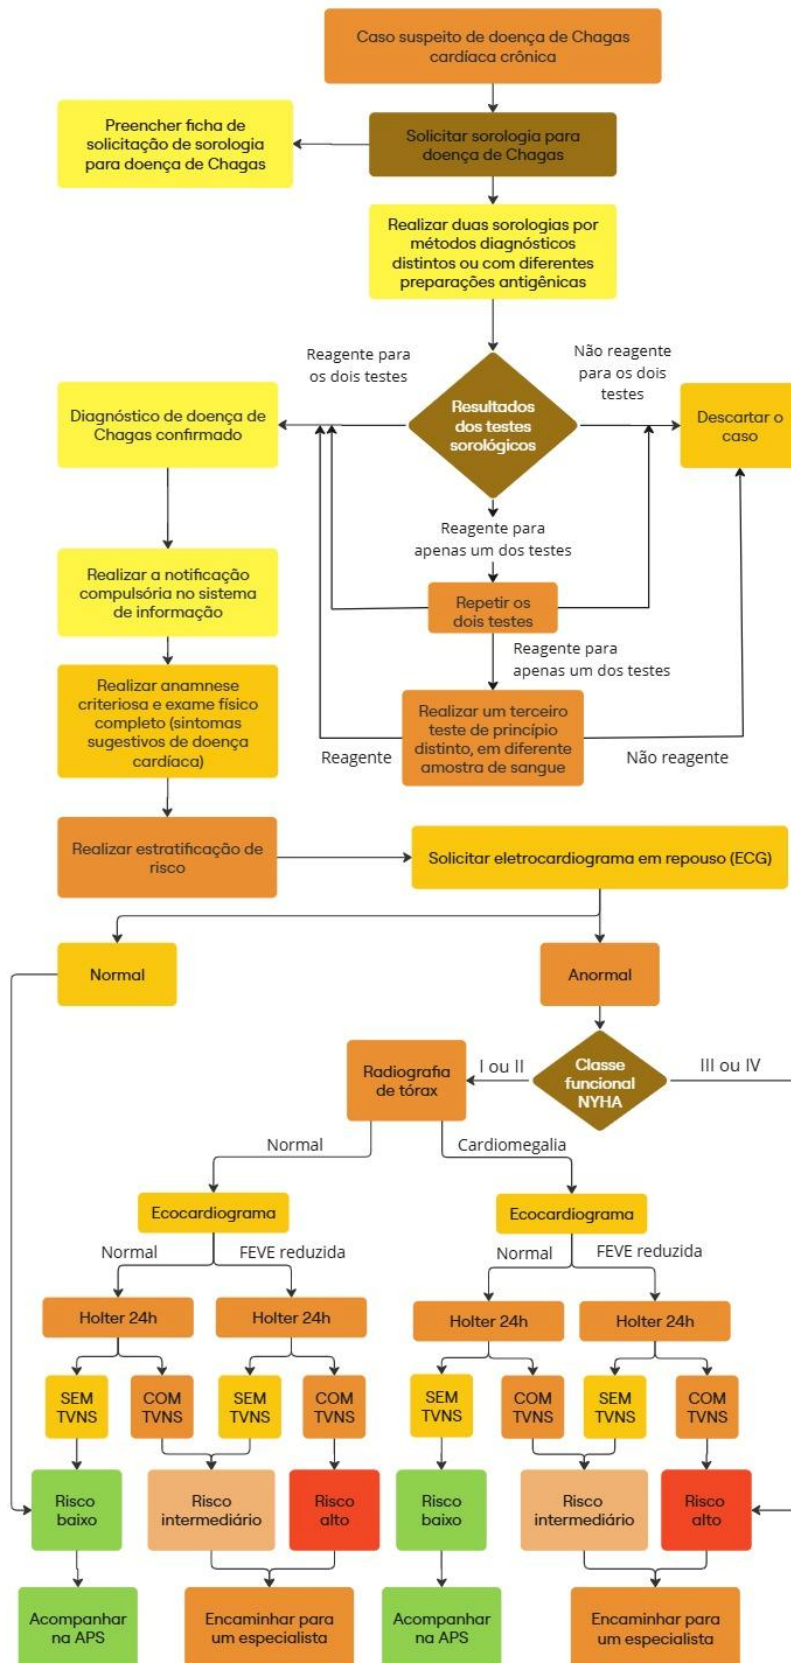 Caso suspeito de doença de Chagas
cardíaca crônica
Preencher ficha de
solicitação de sorologia
para doença de Chagas
Solicitar sorologia para
doença de Chagas
Realizar duas sorologias por
métodos diagnósticos
distintos ou com diferentes
preparações antigênicas
Reagente para
os dois testes
Não reagente
para os dois
testes
Diagnóstico de doença de
Chagas confirmado
Resultados
dos testes
sorológicos
Descartar o
caso
Reagente para
apenas um dos testes
Realizar a notificação
compulsória no sistema
de informação
Repetir os
dois testes
Reagente para
apenas um dos testes
Realizar anamnese
criteriosa e exame físico
completo (sintomas
sugestivos de doença
cardíaca)
Realizar um terceiro
teste de princípio
distinto, em diferente
amostra de sangue
Reagente
Não reagente
Realizar estratificação de
risco
Solicitar eletrocardiograma em repouso (ECG)
Normal
Anormal
Radiografia
de tórax
I ou II
Classe
funcional
NYHA
III ou IV
Normal
Cardiomegalia
Ecocardiograma
Ecocardiograma
Normal
FEVE reduzida
Normal
FEVE reduzida
Holter 24h
Holter 24h
Holter 24h
Holter 24h
SEM
TVNS
COM
TVNS
SEM
TVNS
COM
TVNS
SEM
TVNS
COM
TVNS
SEM
TVNS
COM
TVNS
Risco
baixo
Risco
intermediário
Risco
alto
Risco
baixo
Risco
intermediário
Risco
alto
Acompanhar
na APS
Encaminhar para
um especialista
Acompanhar
na APS
Encaminhar para
um especialista